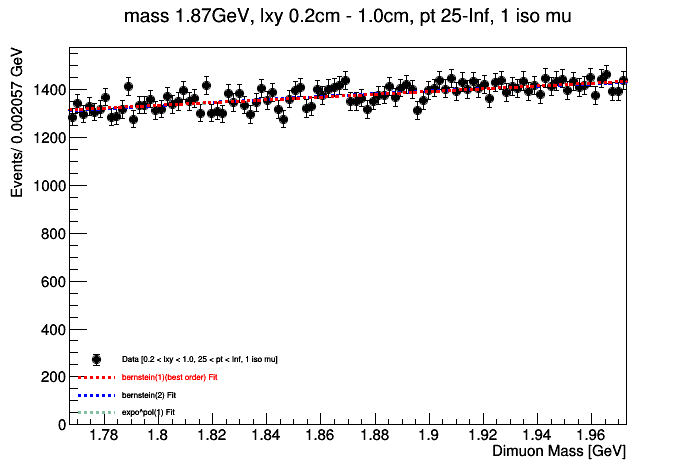 mass 1.87GeV, lxy 0.2cm - 1.0cm, pt 25-Inf, 1 iso mu
Events/ 0.002057 GeV
1400
1200
1000
800
600
400
200
0
Data [0.2 < lxy < 1.0, 25 < pt < Inf, 1 iso mu]
bernstein(1)(best order) Fit
bernstein(2) Fit
expo^pol(1) Fit
1.78 1.8 1.82 1.84 1.86 1.88 1.9 1.92 1.94 1.96
Dimuon Mass [GeV]